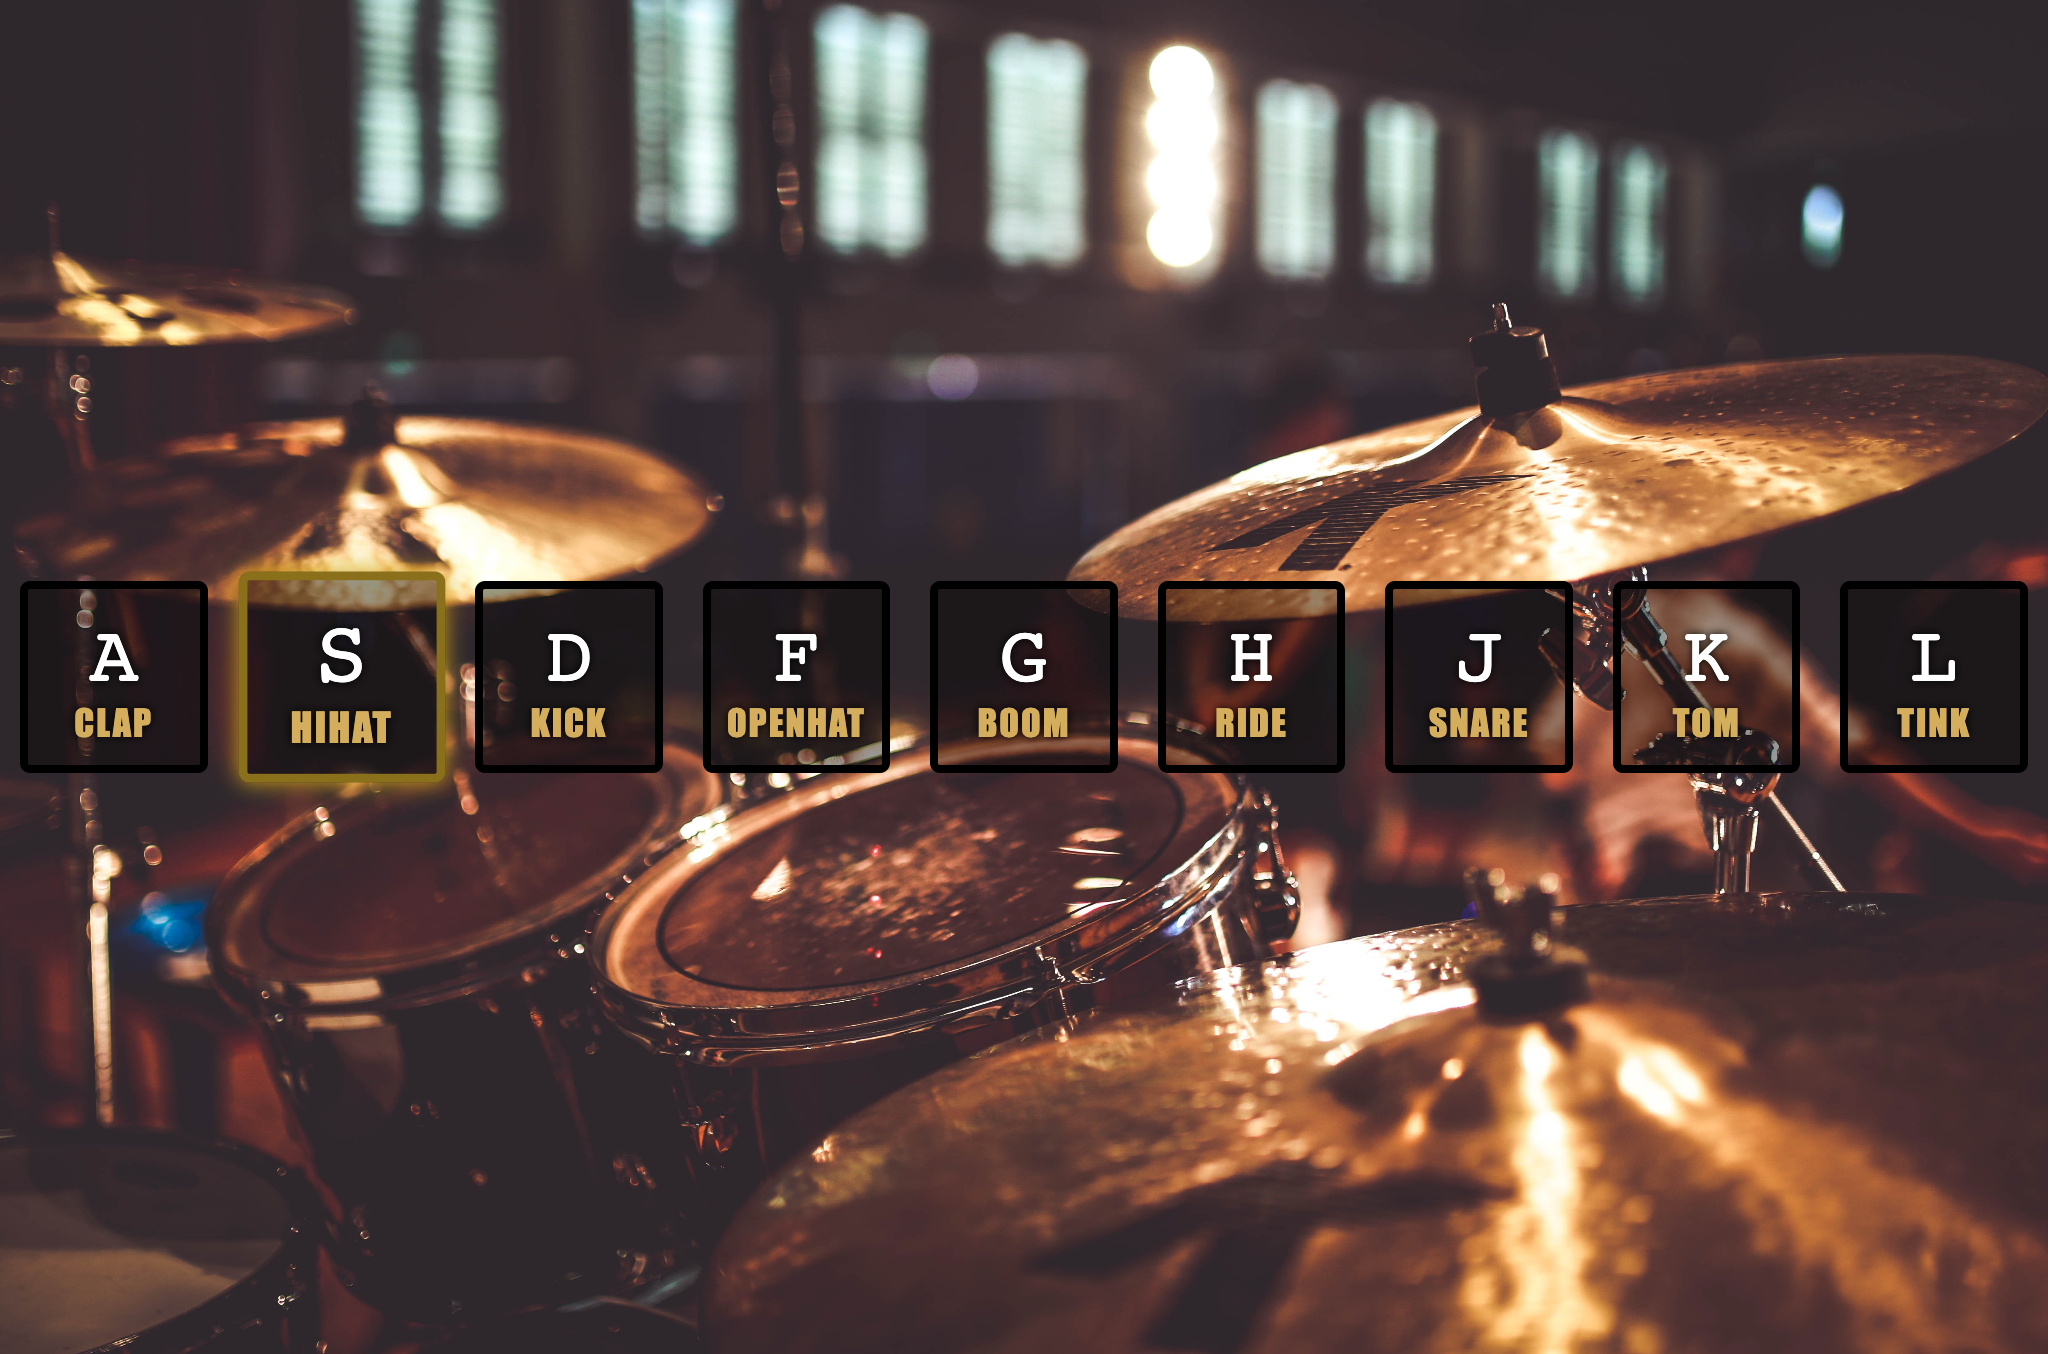 A
CLAP
S
HIHAT
D
KICK
F
OPENHAT
G
BOOM
H
RIDE
J
SNARE
K
TOM
L
TINK